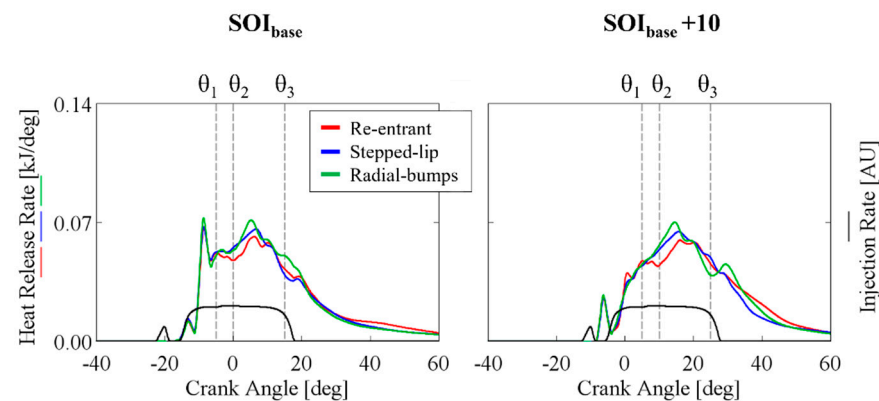 SOIbase
SOIbase +10
θ1 θ2 θ3
θ1 θ2 θ3
0.14
0.07
0.00
Heat Release Rate [kJ/deg]
Re-entrant
Stepped-lip
Radial-bumps
Injection Rate [AU]
-40 -20 0 20 40 60
-40 -20 0 20 40 60
Crank Angle [deg]
Crank Angle [deg]